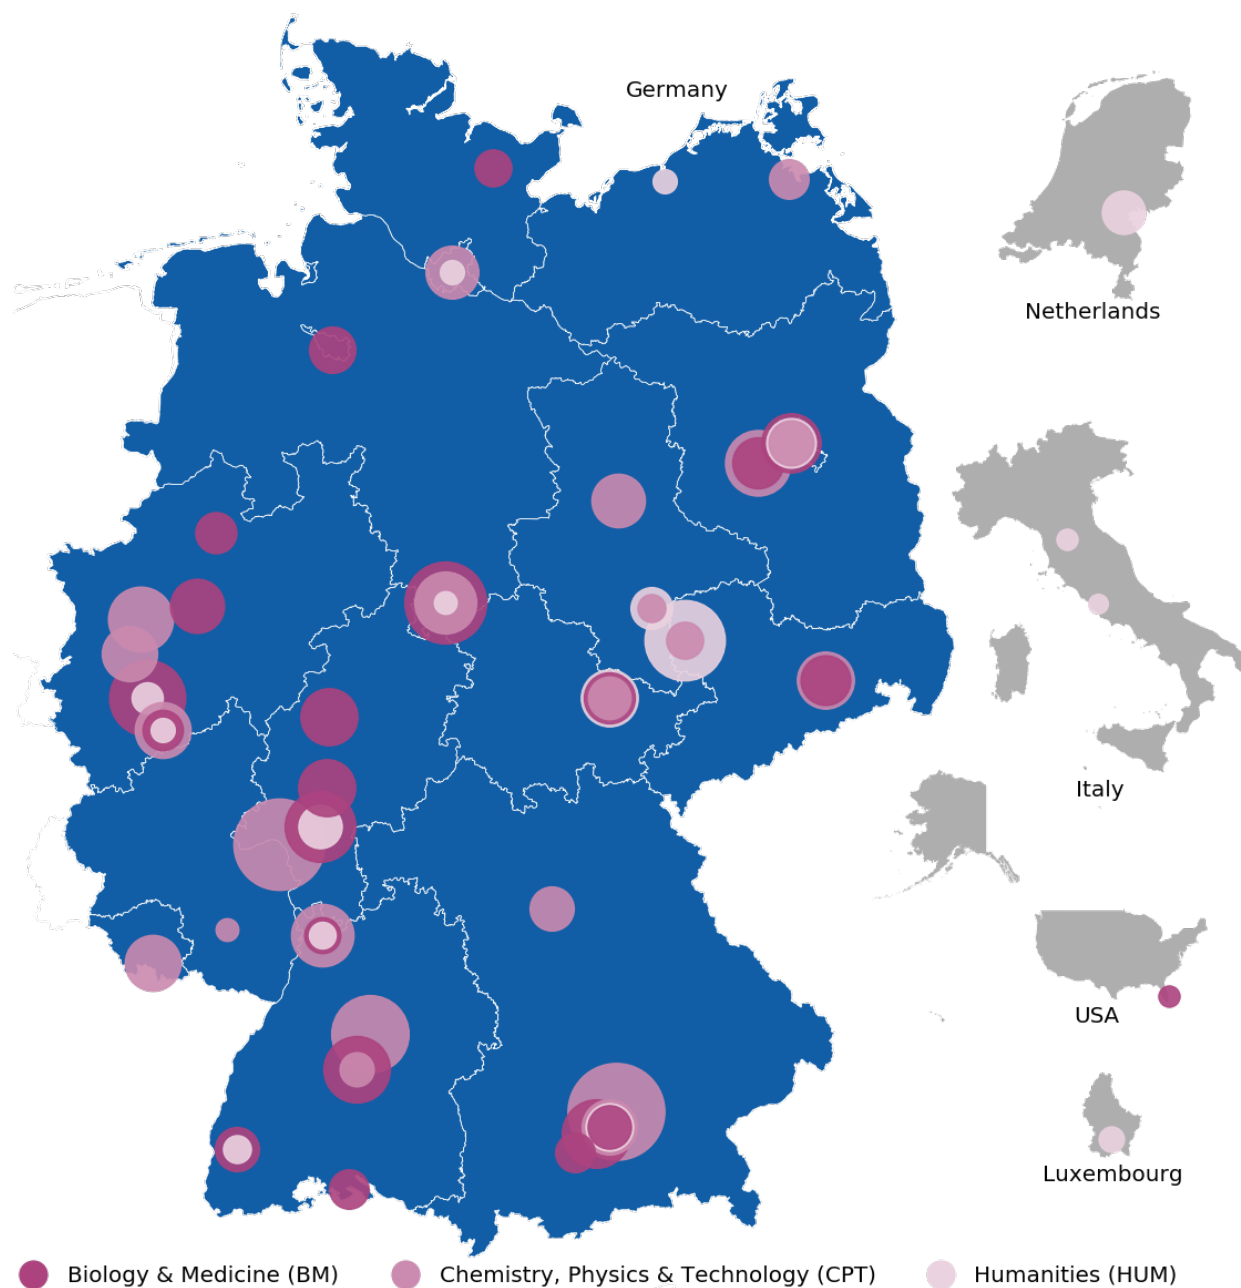 Germany
Netherlands
Italy
USA
Luxembourg
Biology & Medicine (BM)
Chemistry, Physics & Technology (CPT)
Humanities (HUM)